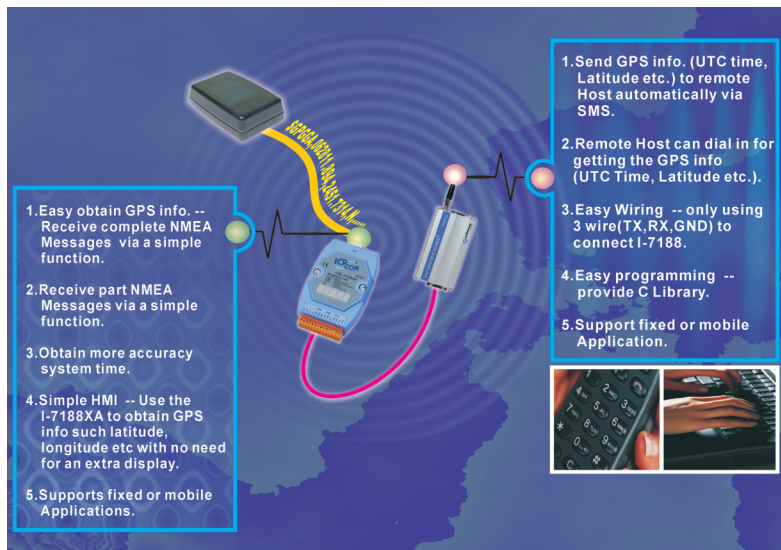 1.Easy obtain GPS info. --
Receive complete NMEA
Messages via a simple
function.
2.Receive part NMEA
Messages via a simple
function.
3.Obtain more accuracy
system time.
4.Simple HMI -- Use the
I-7188XA to obtain GPS
info such latitude,
longitude etc with no need
for an extra display.
5.Supports fixed or mobile
Applications.
ICP
CON
1.Send GPS info. (UTC time,
Latitude etc.) to remote
Host automatically via
SMS.
2.Remote Host can dial in for
getting the GPS info
(UTC Time, Latitude etc.).
3.Easy Wiring -- only using
3 wire(TX,RX,GND) to
connect I-7188.
4.Easy programming --
provide C Library.
5.Support fixed or mobile
Application.